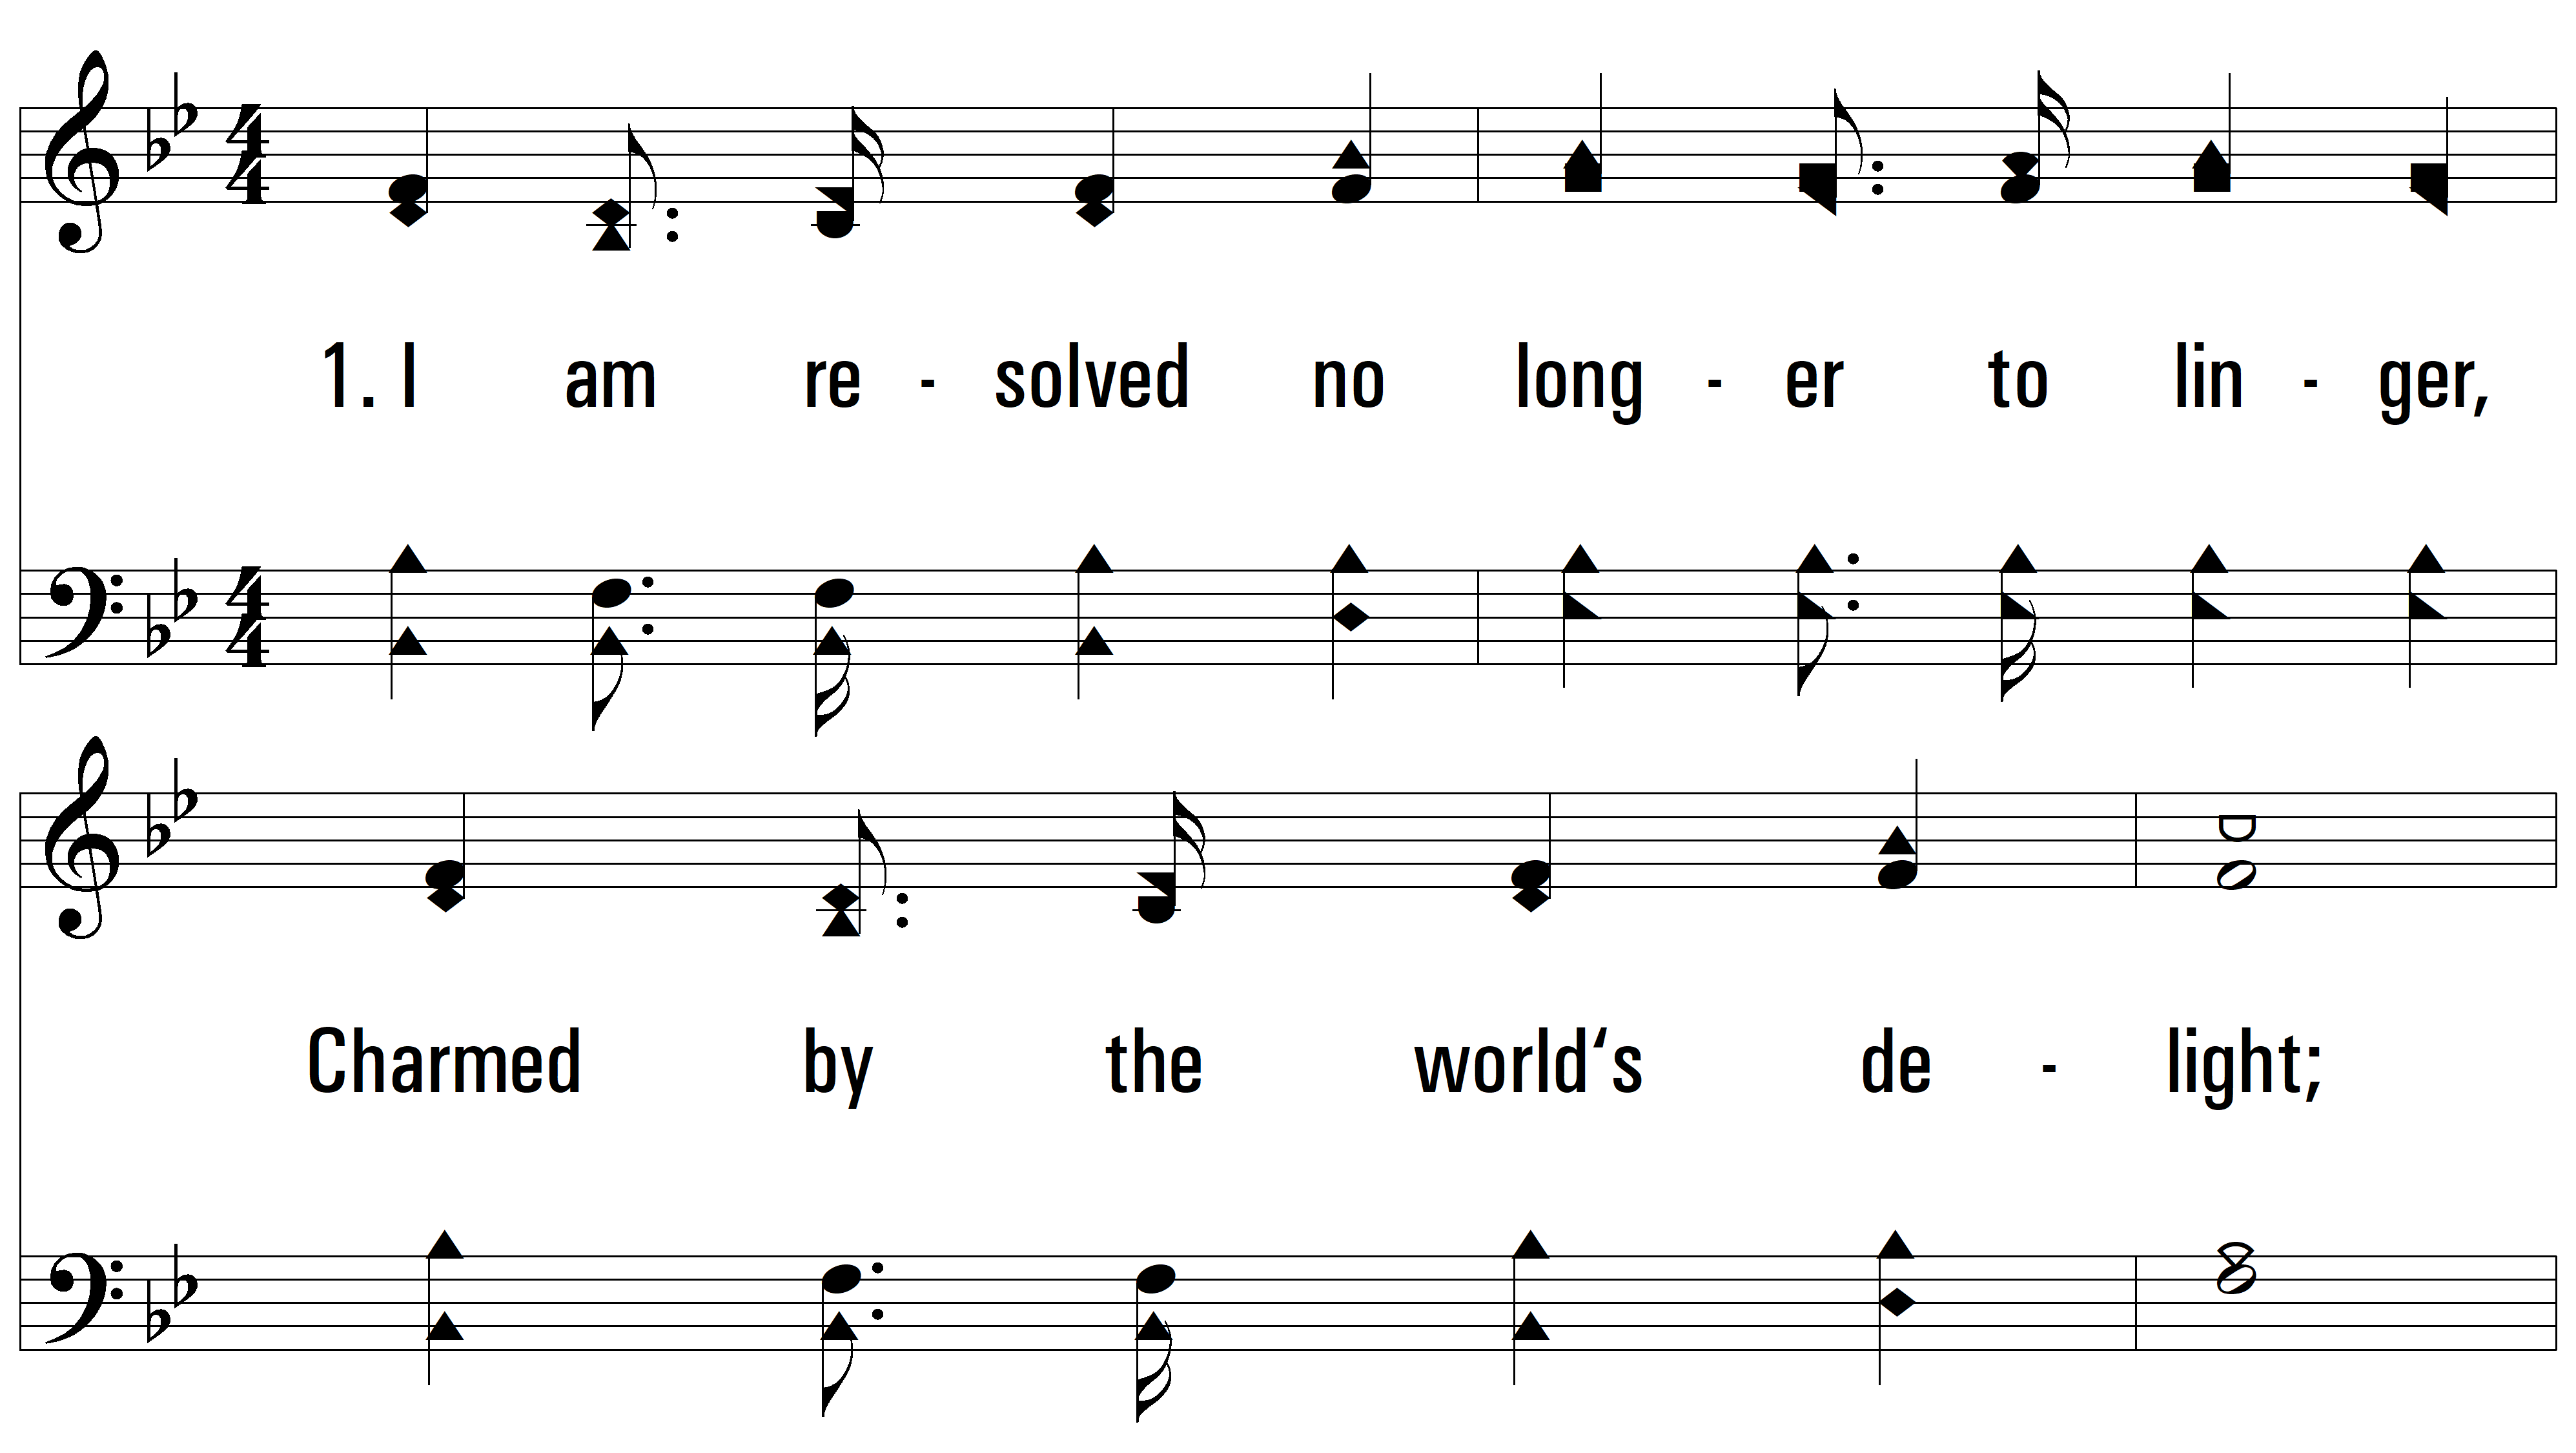 1. I am re - solved no long - er to lin - ger,
Charmed by the world‘s de - light;